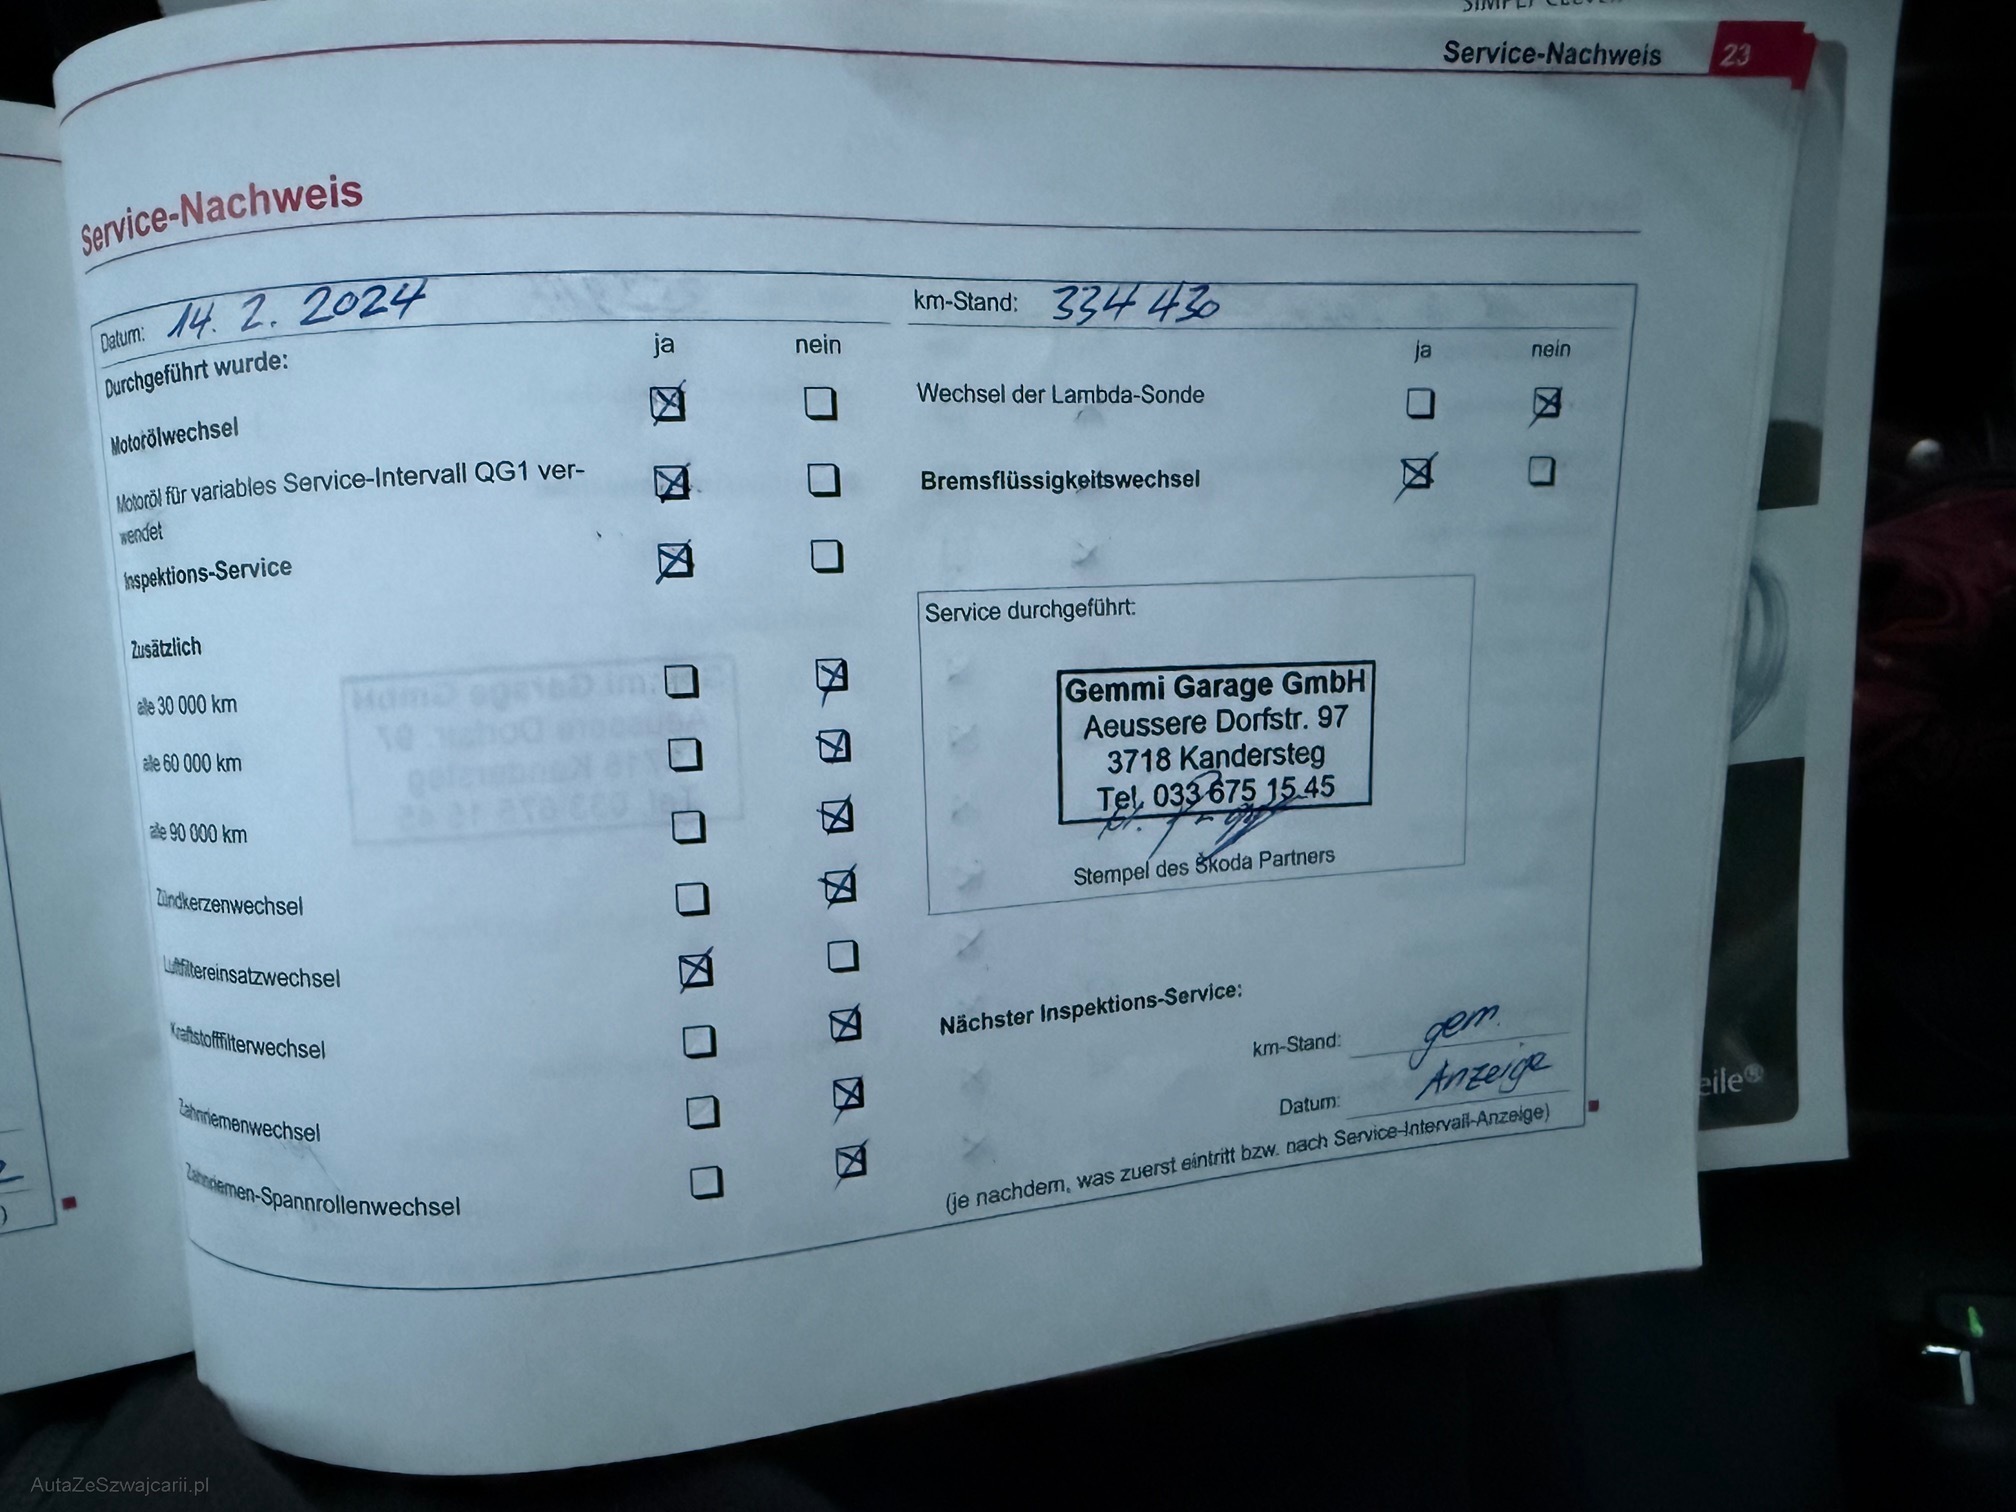 Service-Nachweis 23
Service-Nachweis
Datum: 14. 2. 2024
km-Stand: 334 430
Durchgeführt wurde: ja nein
Motorölwechsel
Motoröl für variables Service-Intervall QG1 ver-
wendet
Inspektions-Service
Zusätzlich
alle 30 000 km
alle 60 000 km
alle 90 000 km
Zündkerzenwechsel
Luftfiltereinsatzwechsel
Kraftstofffilterwechsel
Zahnriemenwechsel
Zahnriemen-Spannrollenwechsel
ja nein
Wechsel der Lambda-Sonde
Bremsflüssigkeitswechsel
Service durchgeführt:
Gemmi Garage GmbH
Aeussere Dorfstr. 97
3718 Kandersteg
Tel. 033 675 15 45
Stempel des Škoda Partners
Nächster Inspektions-Service:
km-Stand: gem.
Datum: Anzeige
(je nachdem, was zuerst eintritt bzw. nach Service-Intervall-Anzeige)
eile®
AutaZeSzwajcarii.pl